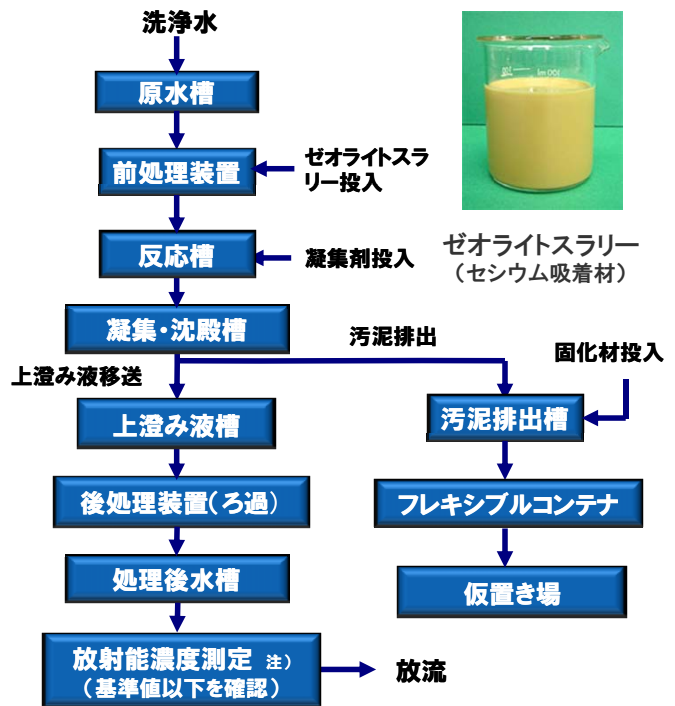 洗浄水
原水槽
前処理装置
ゼオライトスラ
リー投入
反応槽
凝集剤投入
ゼオライトスラリー
（セシウム吸着材）
凝集・沈殿槽
汚泥排出
固化材投入
上澄み液移送
上澄み液槽
汚泥排出槽
後処理装置（ろ過）
フレキシブルコンテナ
処理後水槽
仮置き場
放射能濃度測定 注）
（基準値以下を確認）
放流